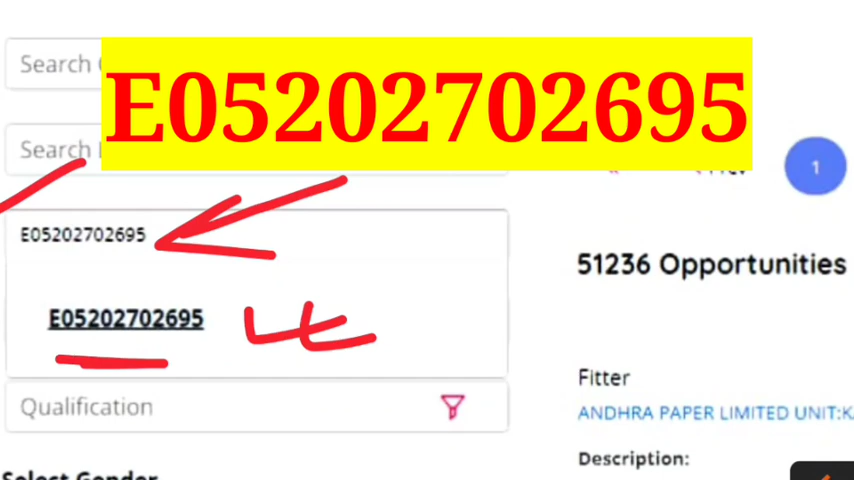 Search
E05202702695
Search
1
E05202702695
51236 Opportunities
E05202702695
Fitter
Qualification
ANDHRA PAPER LIMITED UNIT:K
Description:
Select Gender